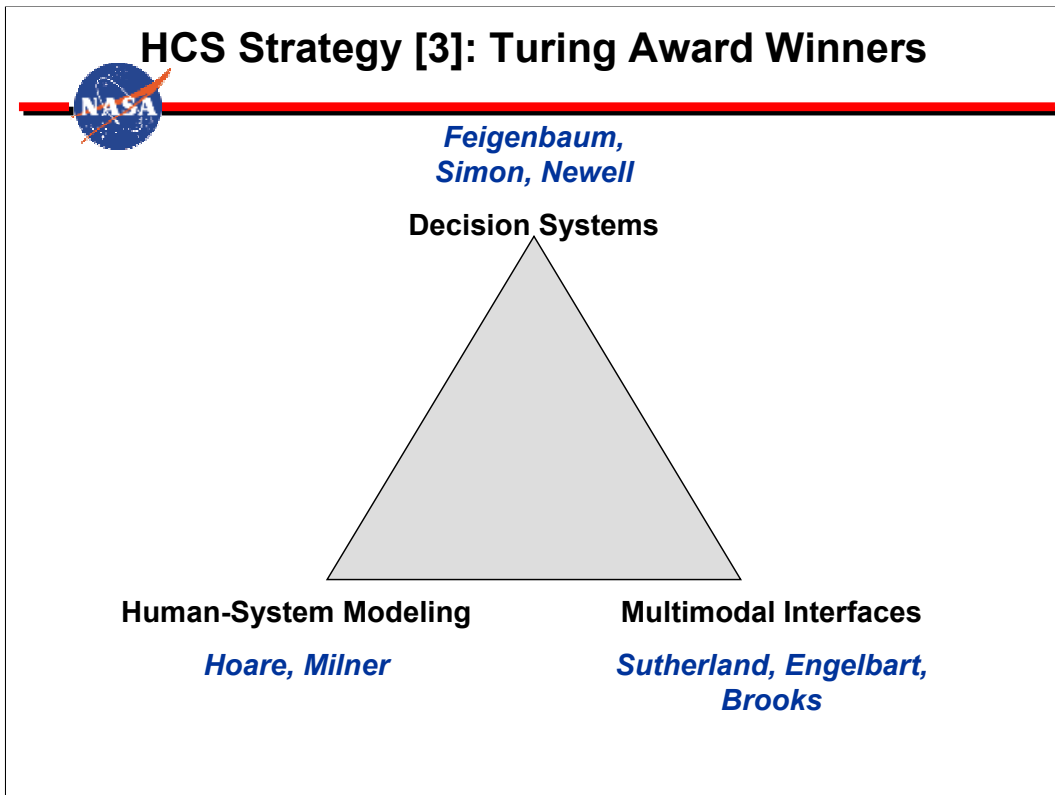 HCS Strategy [3]: Turing Award Winners
NASA
Feigenbaum,
Simon, Newell
Decision Systems
Human-System Modeling
Hoare, Milner
Multimodal Interfaces
Sutherland, Engelbart,
Brooks